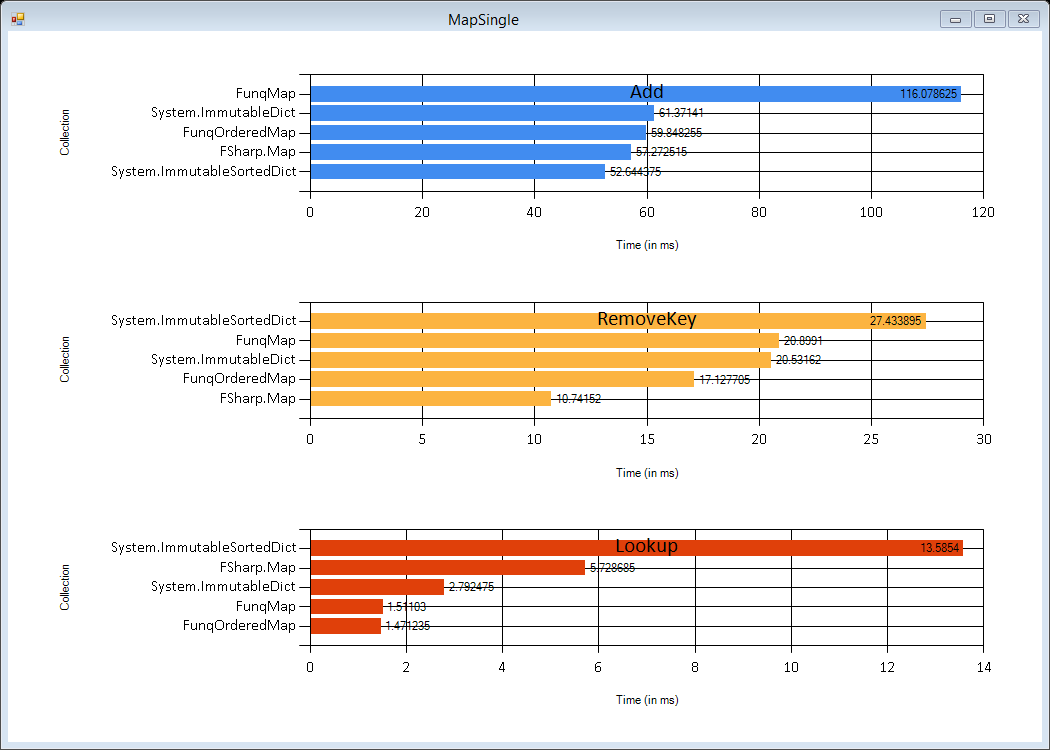 MapSingle
Add
Collection
FunqMap 116.078625
System.ImmutableDict 61.37141
FunqOrderedMap 59.848255
FSharp.Map 57.272515
System.ImmutableSortedDict 52.644375
0 20 40 60 80 100 120
Time (in ms)
RemoveKey
Collection
System.ImmutableSortedDict 27.433895
FunqMap 20.8991
System.ImmutableDict 20.53162
FunqOrderedMap 17.127705
FSharp.Map 10.74152
0 5 10 15 20 25 30
Time (in ms)
Lookup
Collection
System.ImmutableSortedDict 13.5854
FSharp.Map 5.728685
System.ImmutableDict 2.792475
FunqMap 1.51103
FunqOrderedMap 1.471235
0 2 4 6 8 10 12 14
Time (in ms)